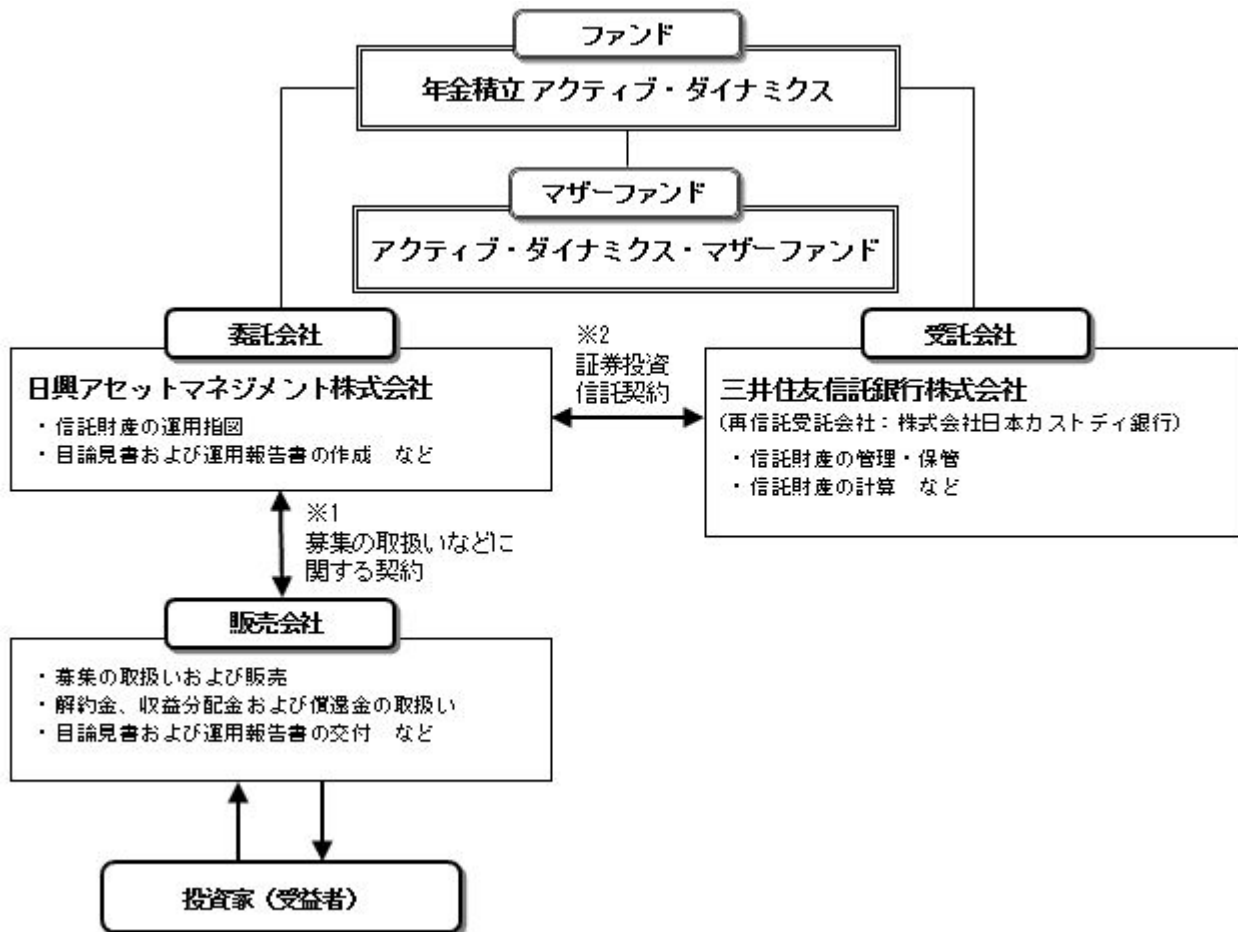 ファンド
年金積立 アクティブ・ダイナミクス
マザーファンド
アクティブ・ダイナミクス・マザーファンド
委託会社
日興アセットマネジメント株式会社
・信託財産の運用指図
・目論見書および運用報告書の作成　など
※2
証券投資
信託契約
受託会社
三井住友信託銀行株式会社
(再信託受託会社：株式会社日本カストディ銀行)
・信託財産の管理・保管
・信託財産の計算　など
※1
募集の取扱いなどに
関する契約
販売会社
・募集の取扱いおよび販売
・解約金、収益分配金および償還金の取扱い
・目論見書および運用報告書の交付　など
投資家（受益者）